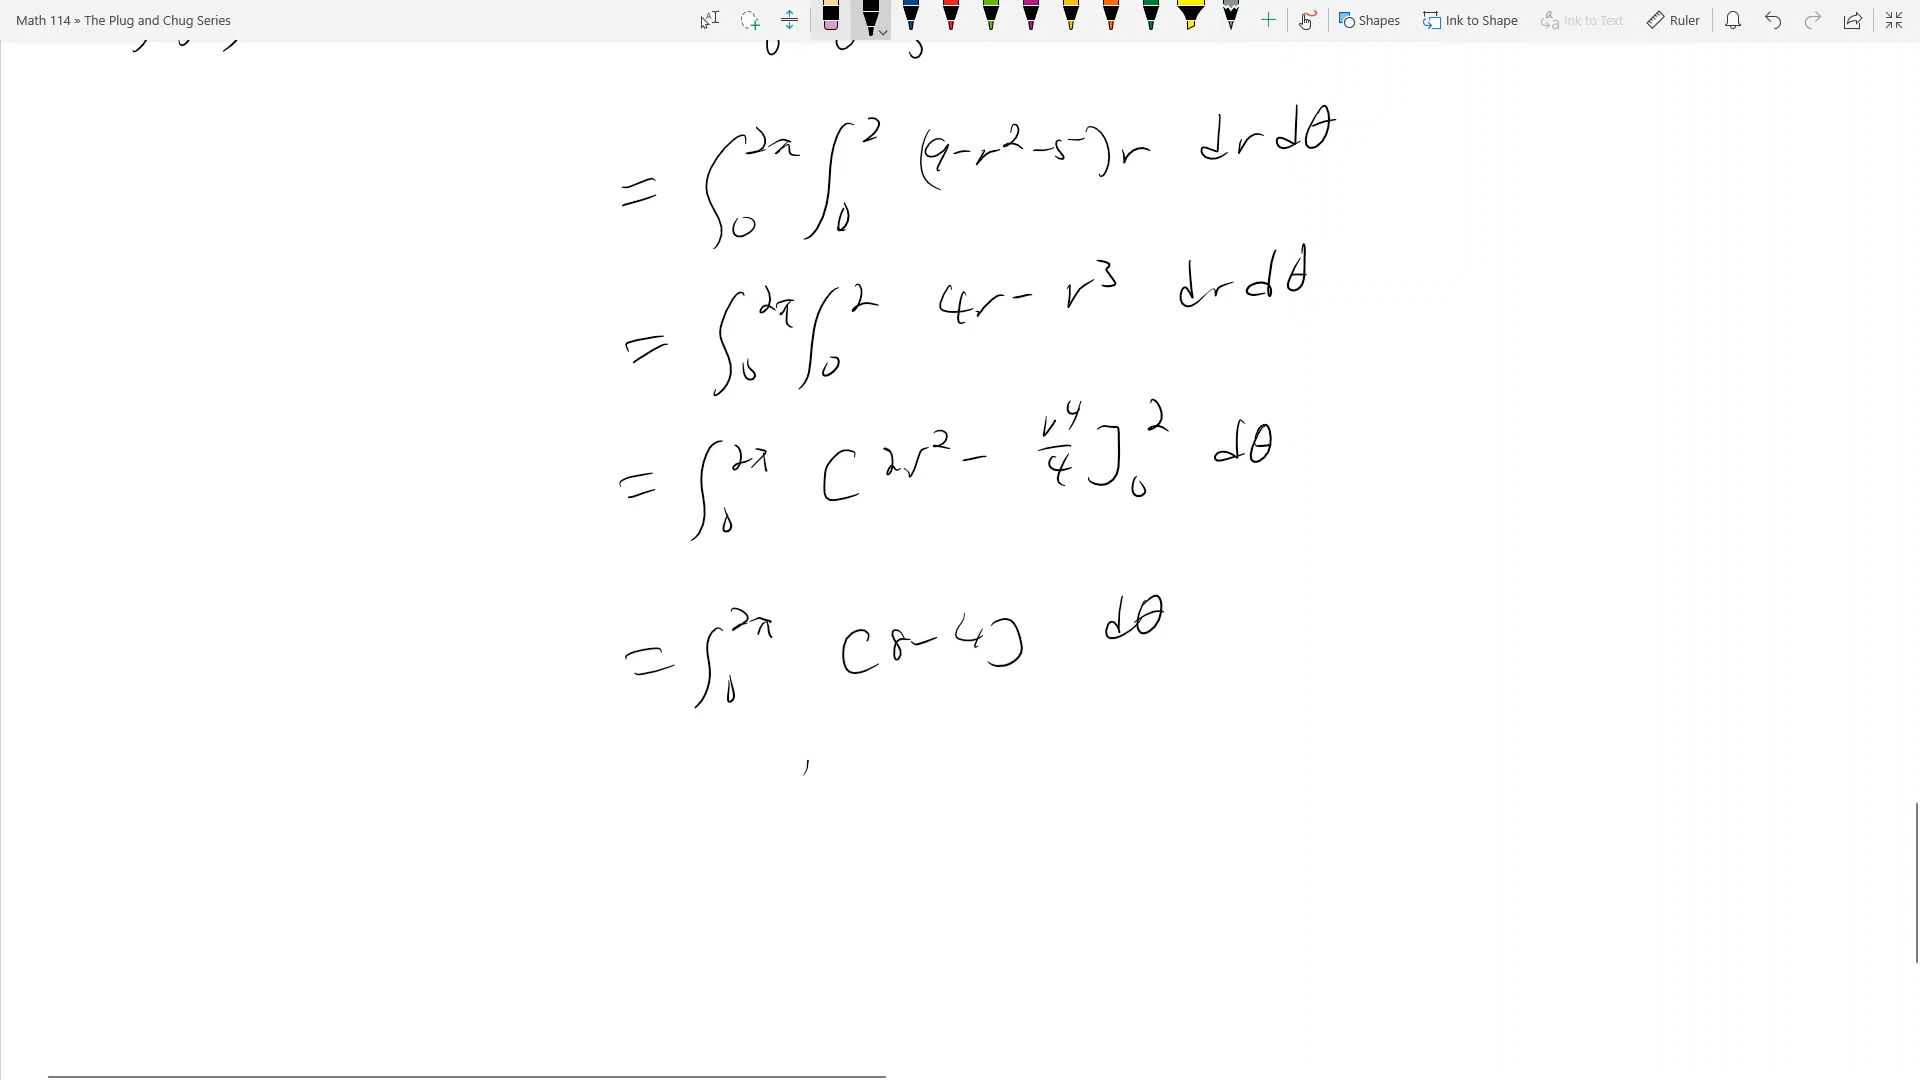 Math 114 » The Plug and Chug Series Shapes Ink to Shape Ink to Text Ruler
= ∫₀^2π ∫₀^2 (9-r²-5)r dr dθ
= ∫₀^2π ∫₀^2 4r - r³ dr dθ
= ∫₀^2π [2r² - r⁴/4]₀² dθ
= ∫₀^2π [8-4] dθ